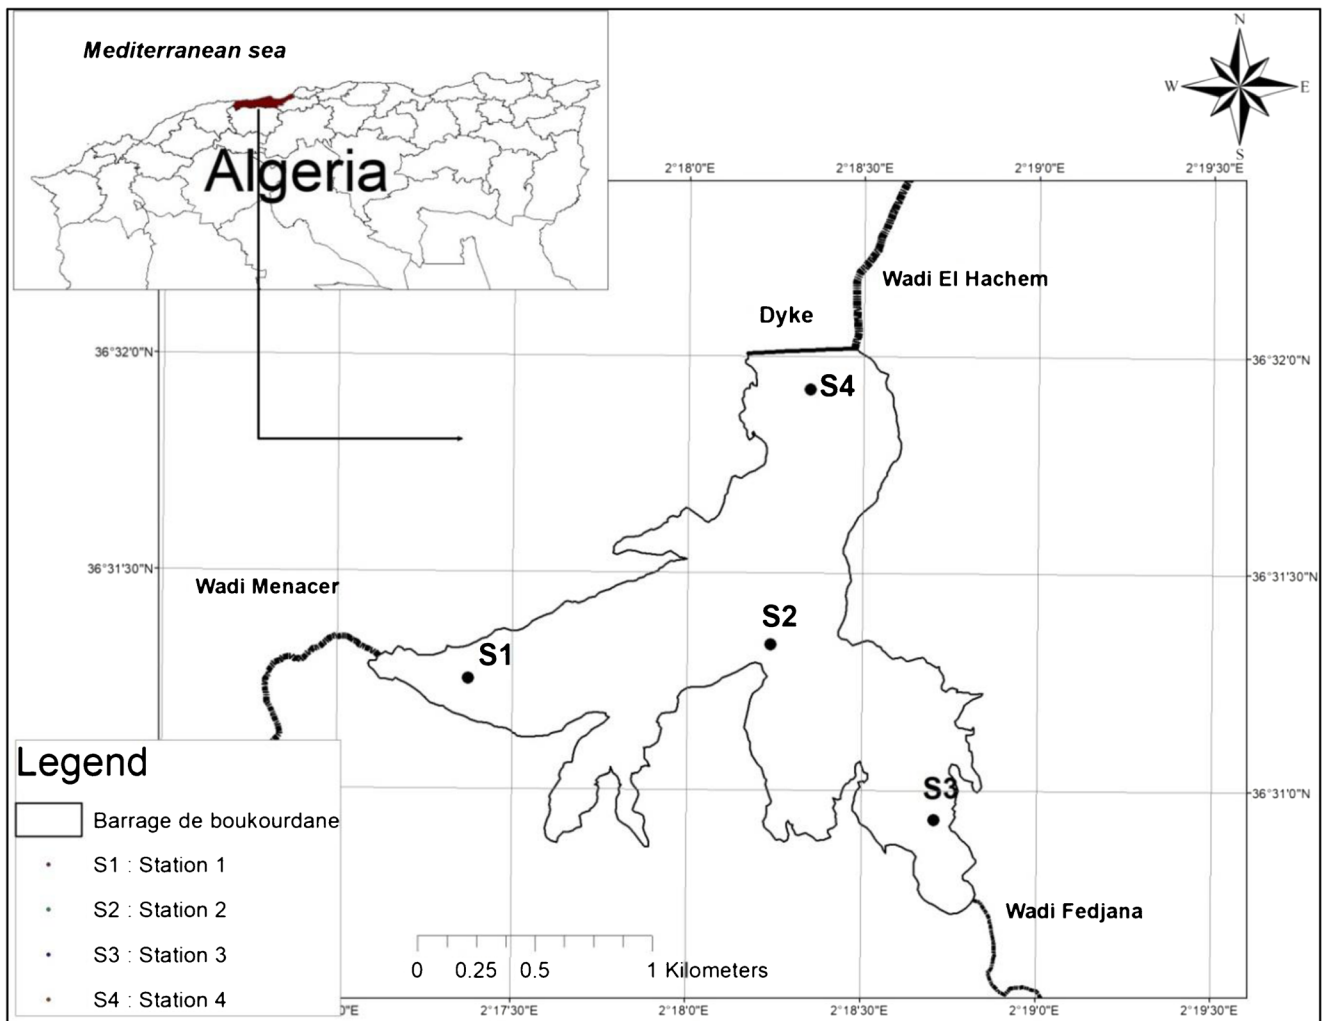 Mediterranean sea
Algeria
N
W
E
S
2°18'0"E
2°18'30"E
2°19'0"E
2°19'30"E
Wadi El Hachem
Dyke
36°32'0"N
36°32'0"N
S4
36°31'30"N
36°31'30"N
Wadi Menacer
S2
S1
S3
36°31'0"N
Wadi Fedjana
Legend
Barrage de boukourdane
S1 : Station 1
S2 : Station 2
S3 : Station 3
S4 : Station 4
0 0.25 0.5 1 Kilometers
0"E
2°17'30"E
2°18'0"E
2°18'30"E
2°19'0"E
2°19'30"E